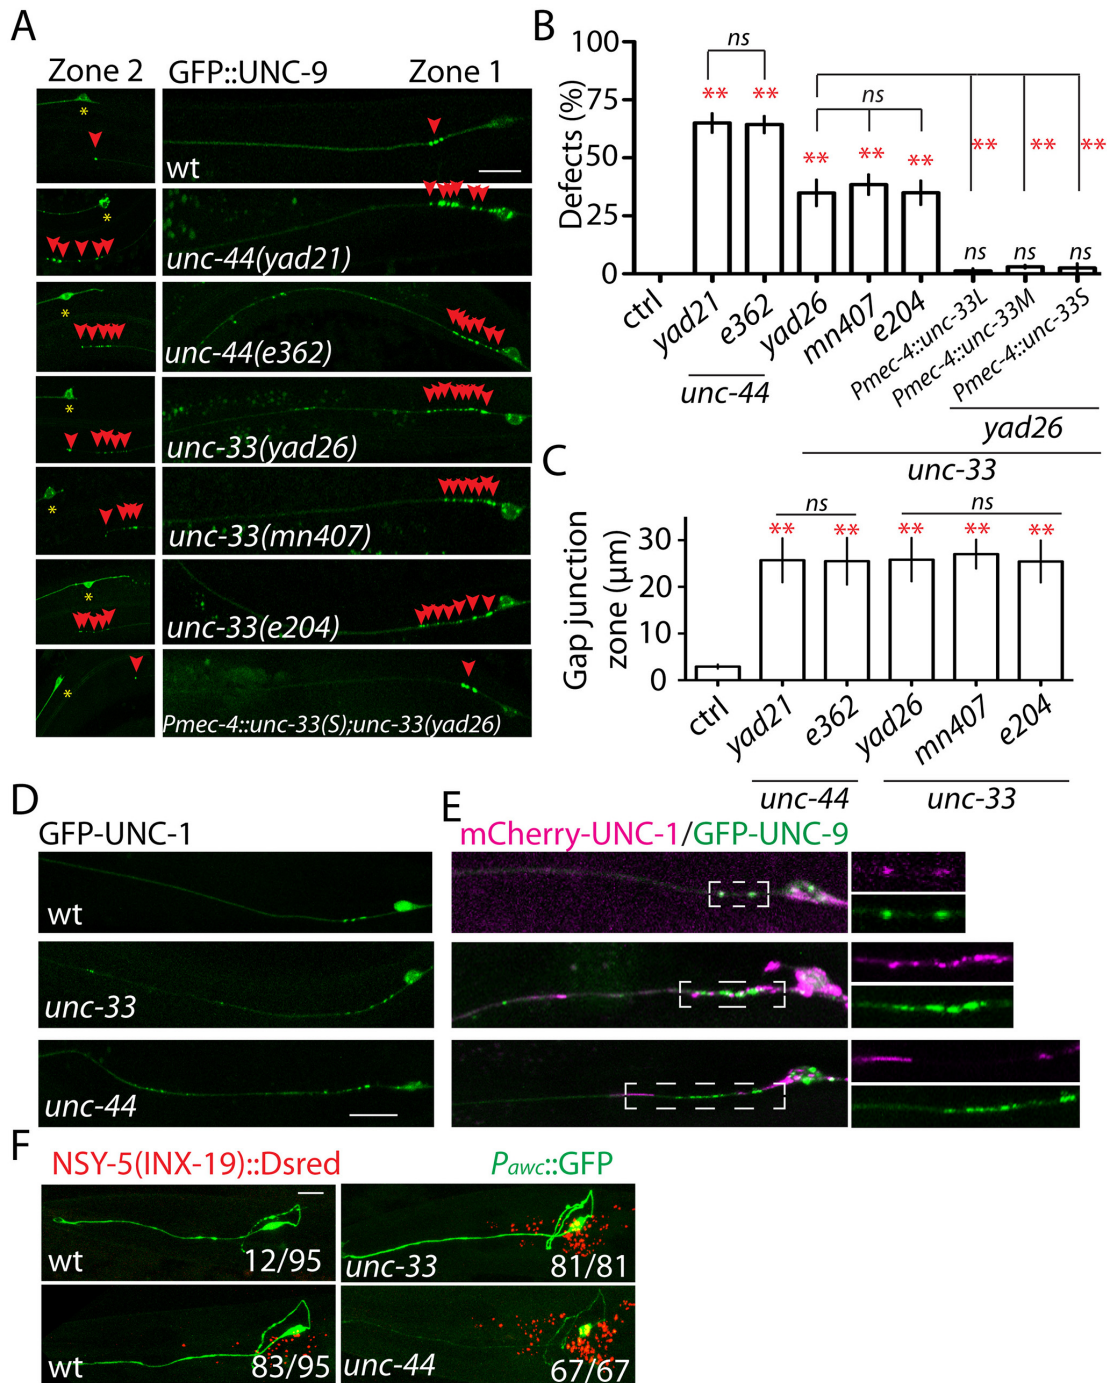 A
Zone 2
GFP::UNC-9
Zone 1
*
wt
*
unc-44(yad21)
*
unc-44(e362)
*
unc-33(yad26)
*
unc-33(mn407)
*
unc-33(e204)
*
Pmec-4::unc-33(S);unc-33(yad26)
B
Defects (%)
100
75
50
25
0
ns
** **
ns
** ** **
** ** **
ns ns ns
ctrl
yad21
e362
yad26
mn407
e204
Pmec-4::unc-33L
Pmec-4::unc-33M
Pmec-4::unc-33S
unc-44
yad26
unc-33
C
Gap junction
zone (µm)
30
20
10
0
ns
ns
** ** ** ** **
ctrl
yad21
e362
yad26
mn407
e204
unc-44
unc-33
D
GFP-UNC-1
wt
unc-33
unc-44
E
mCherry-UNC-1/GFP-UNC-9
F
NSY-5(INX-19)::Dsred
Pawc::GFP
wt
12/95
unc-33
81/81
wt
83/95
unc-44
67/67